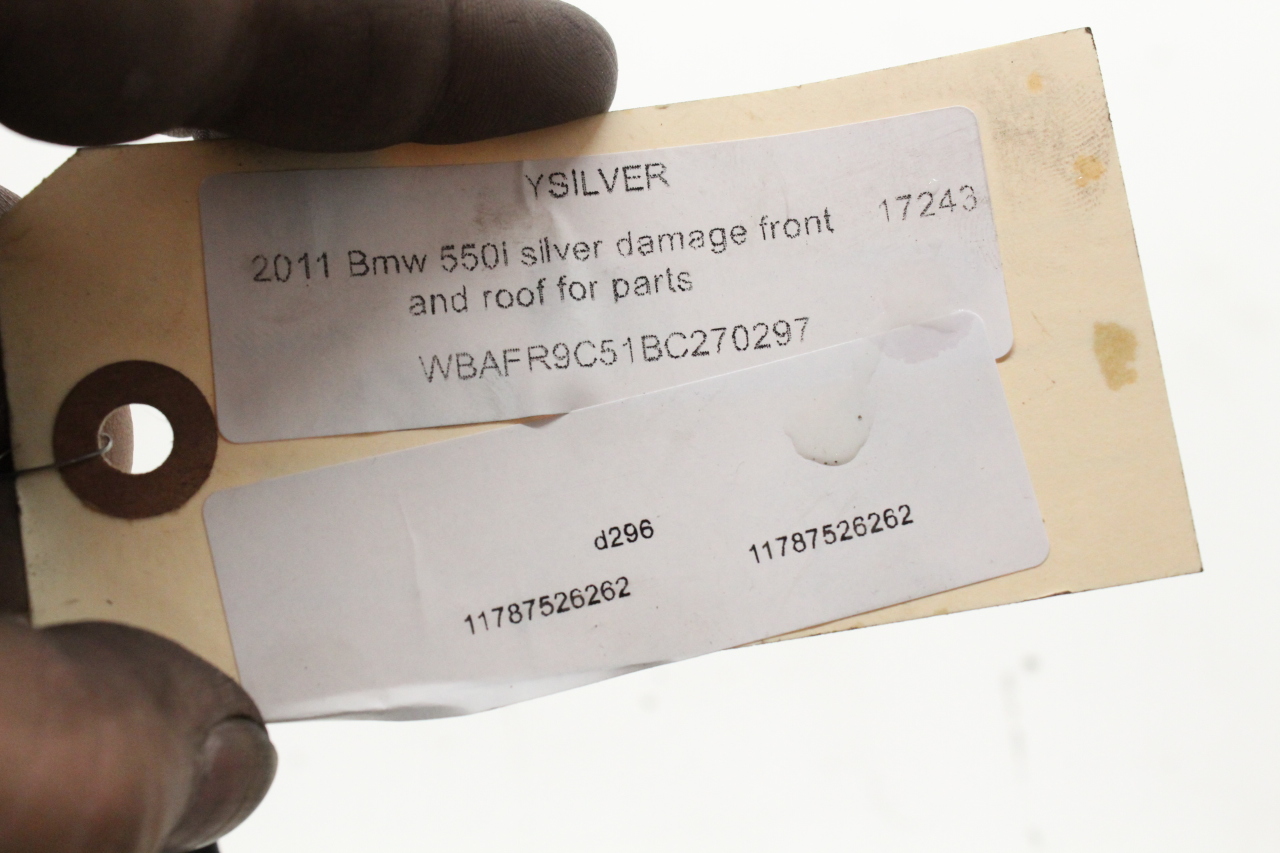 YSILVER
17243
2011 Bmw 550i silver damage front
and roof for parts
WBAFR9C51BC270297
d296
11787526262
11787526262